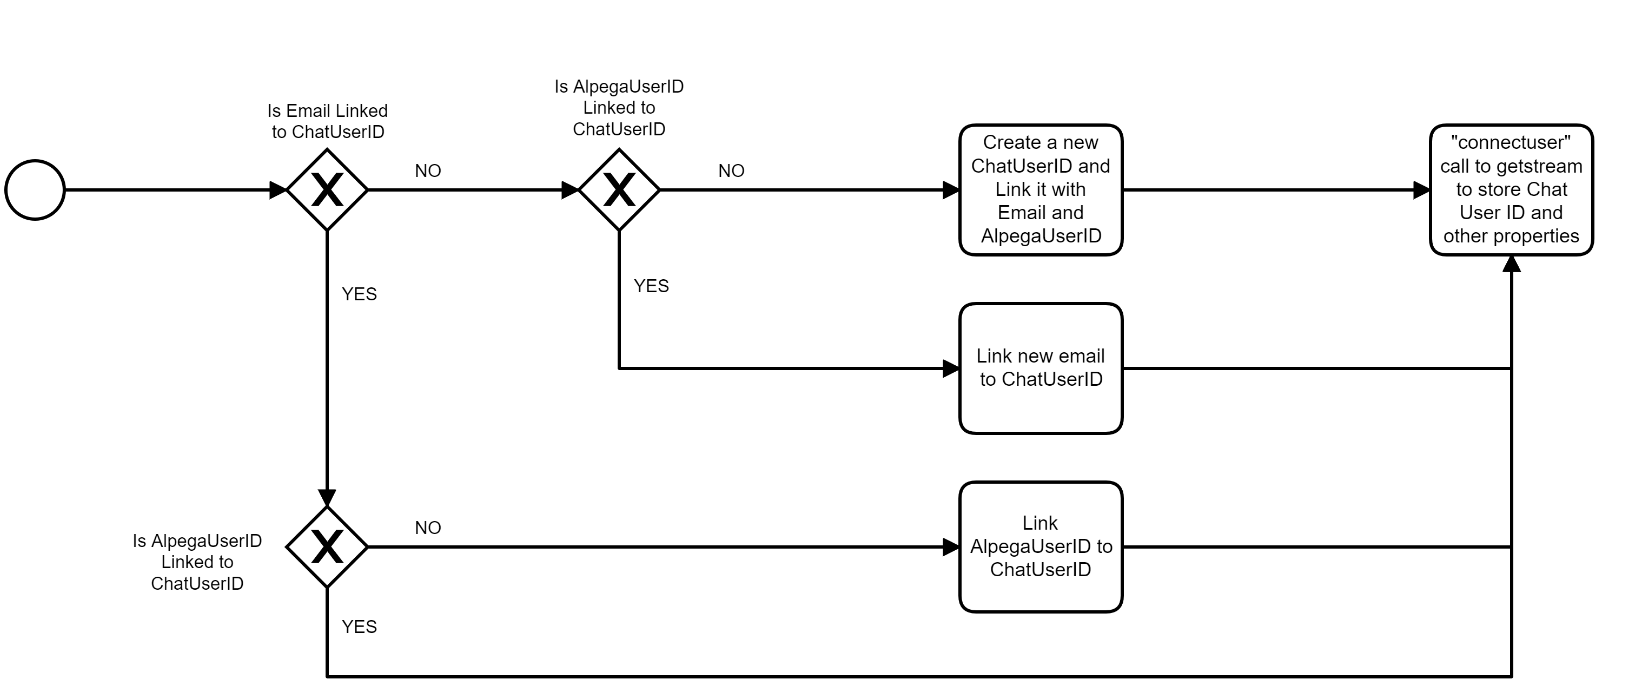 Is Email Linked
to ChatUserID
Is AlpegaUserID
Linked to
ChatUserID
X
NO
X
NO
Create a new
ChatUserID and
Link it with
Email and
AlpegaUserID
"connectuser"
call to getstream
to store Chat
User ID and
other properties
YES
YES
Link new email
to ChatUserID
Is AlpegaUserID
Linked to
ChatUserID
X
NO
Link
AlpegaUserID to
ChatUserID
YES